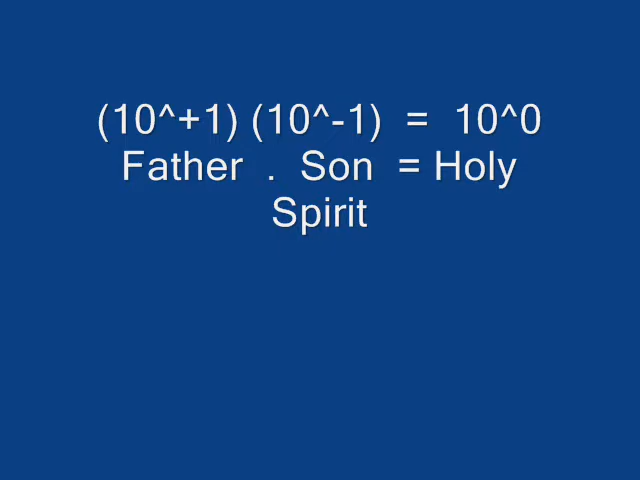 (10^+1) (10^-1) = 10^0
Father . Son = Holy
Spirit